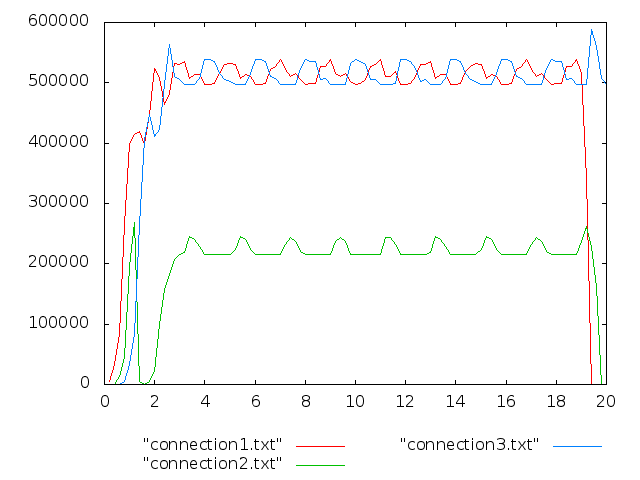 600000
500000
400000
300000
200000
100000
0
0 2 4 6 8 10 12 14 16 18 20
"connection1.txt" "connection3.txt"
"connection2.txt"